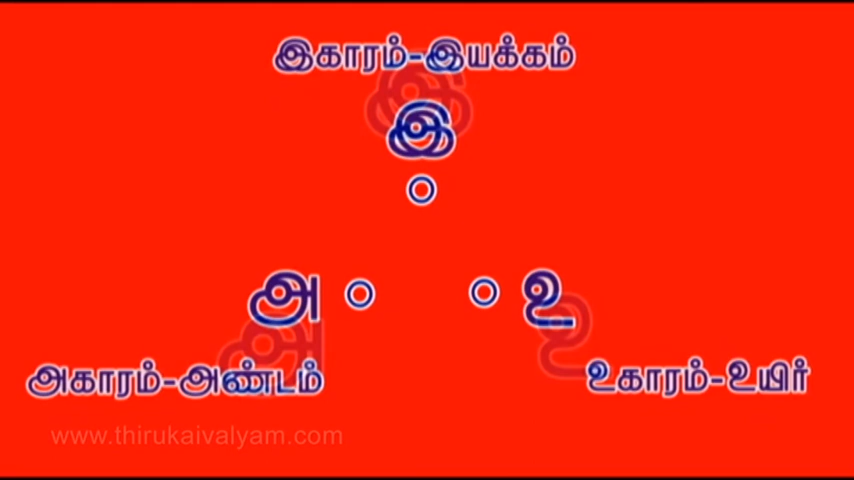 இகாரம்-இயக்கம்
இ
அ
உ
அகாரம்-அண்டம்
உகாரம்-உயிர்
www.thirukaivalyam.com